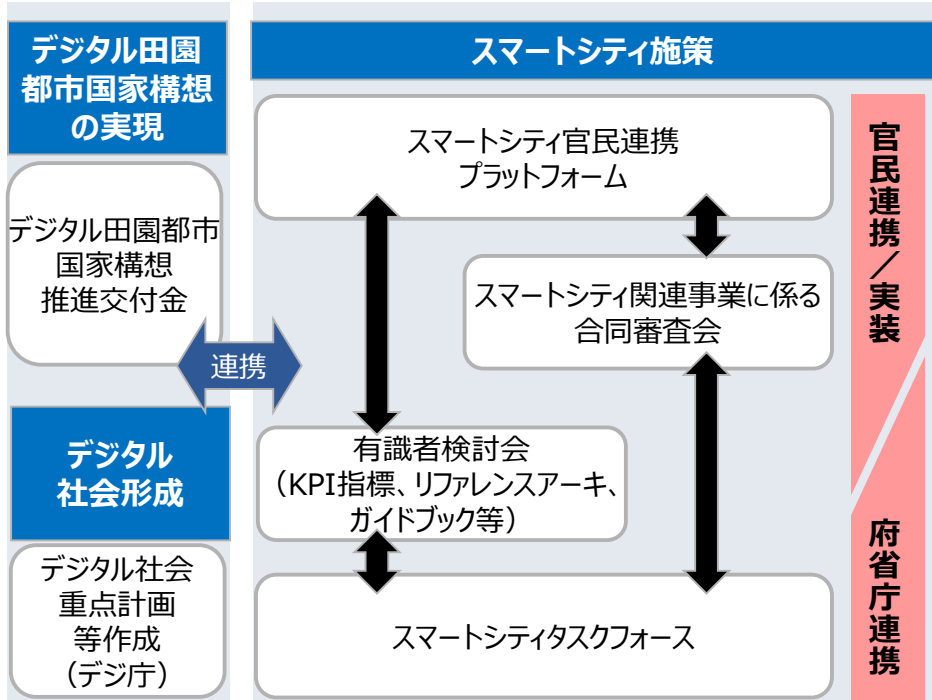 デジタル田園
都市国家構想
の実現
デジタル田園都市
国家構想
推進交付金
連携
デジタル
社会形成
デジタル社会
重点計画
等作成
（デジ庁）
スマートシティ施策
スマートシティ官民連携
プラットフォーム
スマートシティ関連事業に係る
合同審査会
有識者検討会
（KPI指標、リファレンスアーキ、
ガイドブック等）
スマートシティタスクフォース
官民連携／実装
府省庁連携